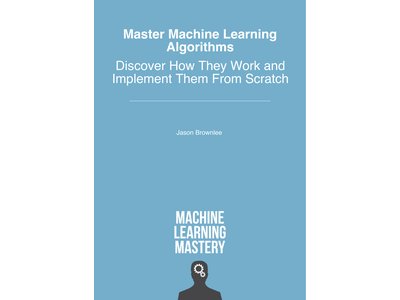 Master Machine Learning
Algorithms
Discover How They Work and
Implement Them From Scratch
Jason Brownlee
MACHINE
LEARNING
MASTERY